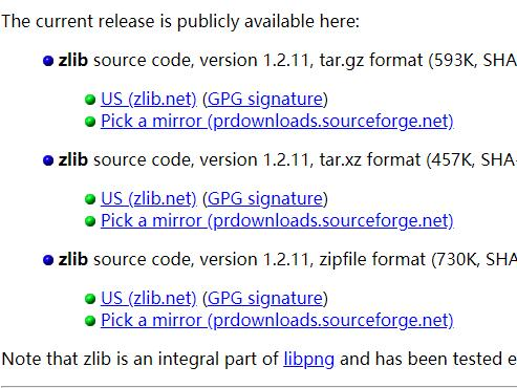 The current release is publicly available here:
zlib source code, version 1.2.11, tar.gz format (593K, SHA
US (zlib.net) (GPG signature)
Pick a mirror (prdownloads.sourceforge.net)
zlib source code, version 1.2.11, tar.xz format (457K, SHA-
US (zlib.net) (GPG signature)
Pick a mirror (prdownloads.sourceforge.net)
zlib source code, version 1.2.11, zipfile format (730K, SHA
US (zlib.net) (GPG signature)
Pick a mirror (prdownloads.sourceforge.net)
Note that zlib is an integral part of libpng and has been tested e